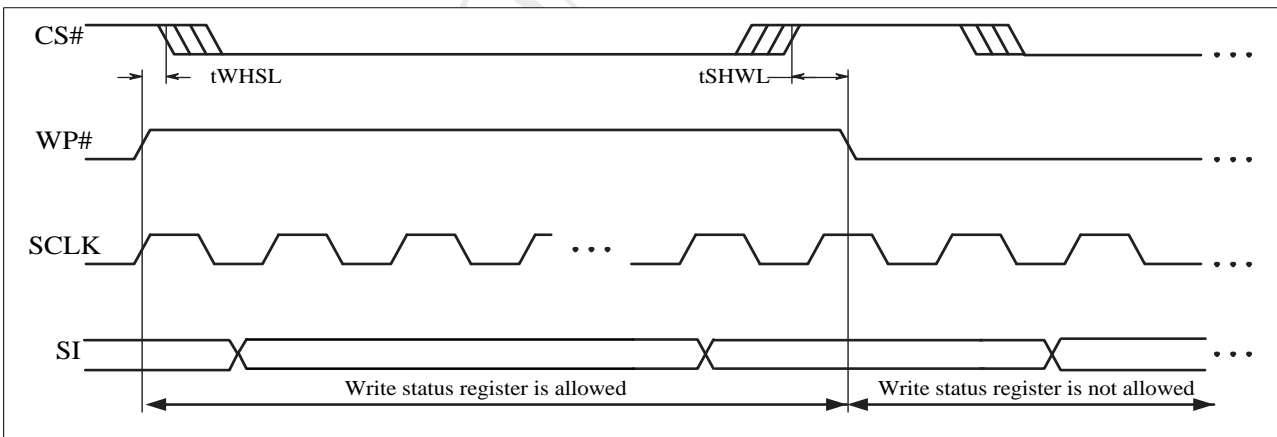 CS#
tWHSL
tSHWL
WP#
SCLK
SI
Write status register is allowed
Write status register is not allowed